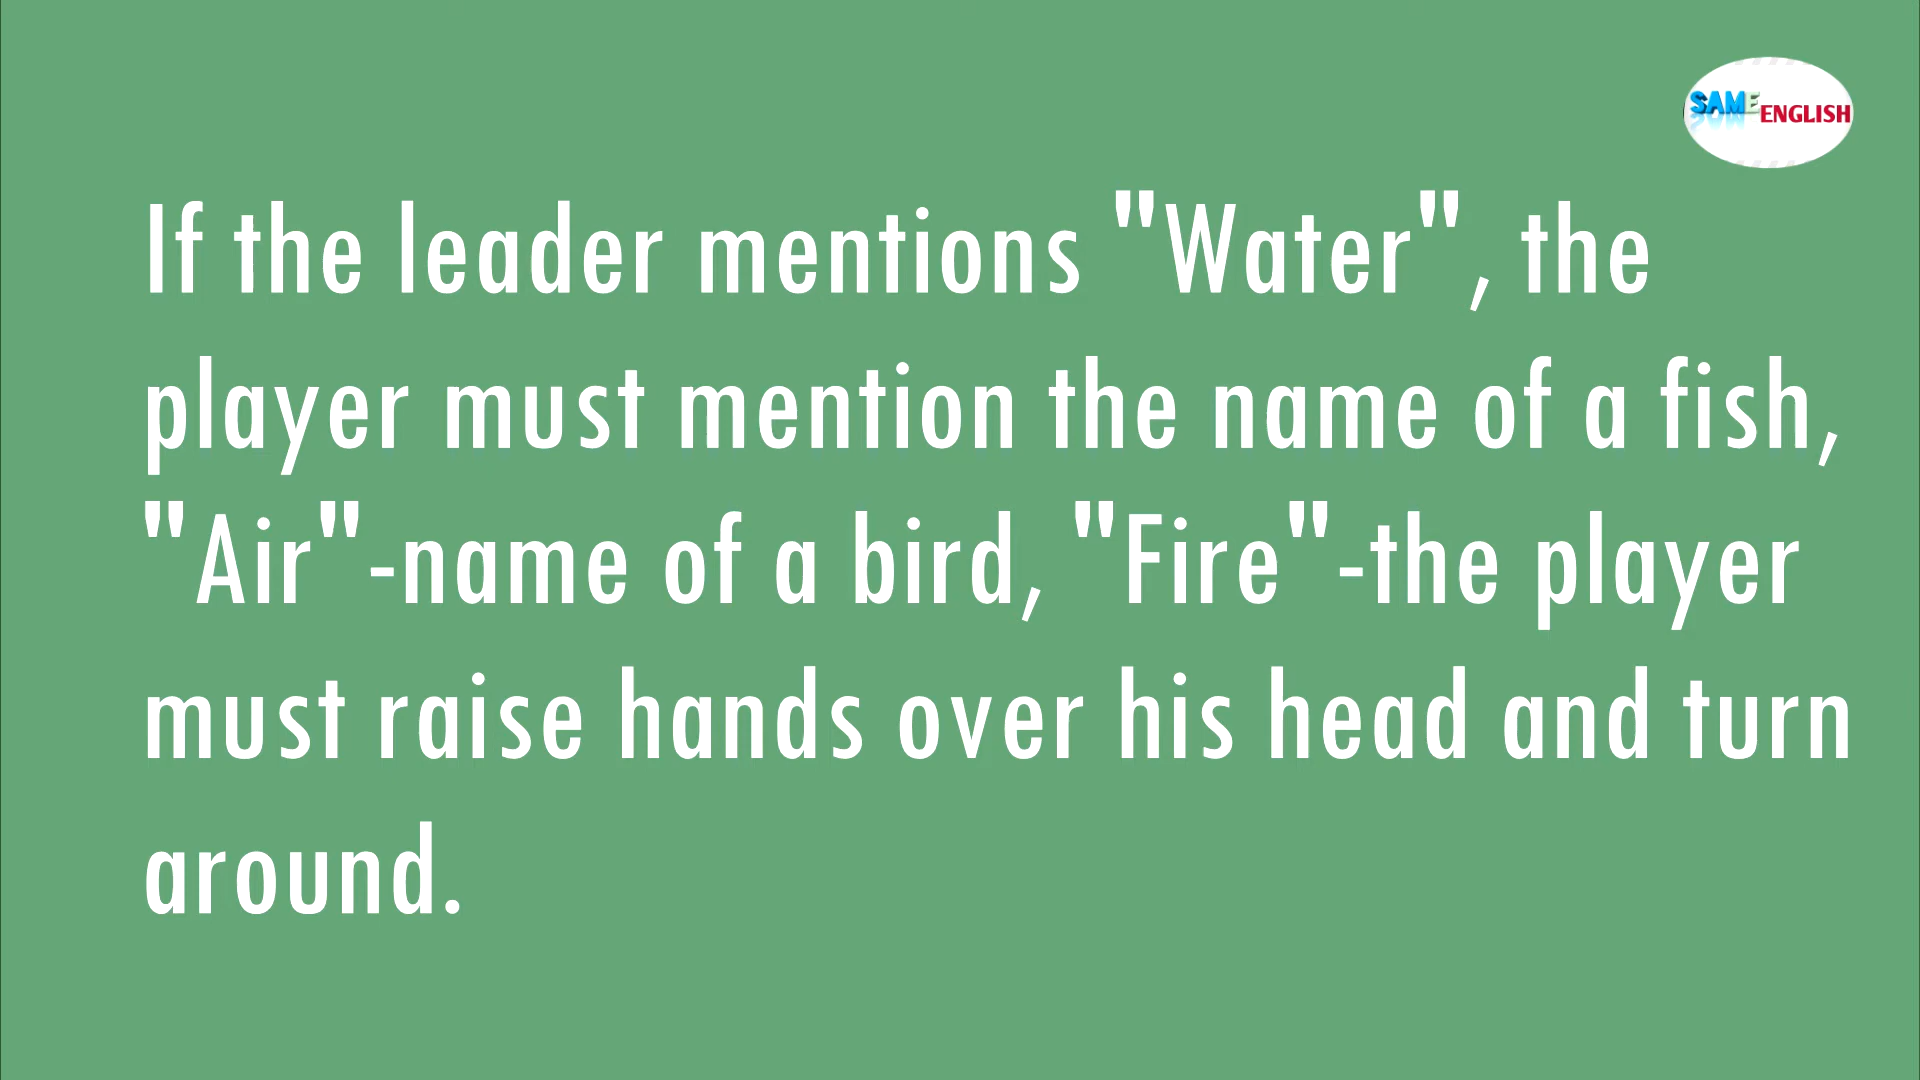 SAME ENGLISH
If the leader mentions "Water", the
player must mention the name of a fish,
"Air"-name of a bird, "Fire"-the player
must raise hands over his head and turn
around.